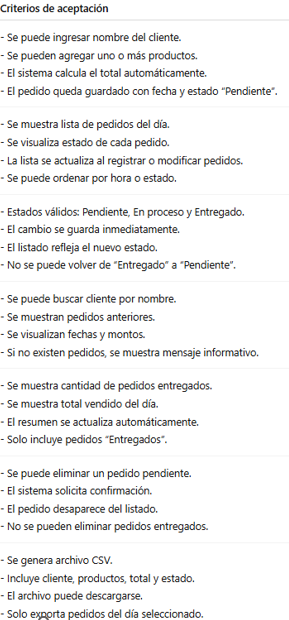 Criterios de aceptación
- Se puede ingresar nombre del cliente.
- Se pueden agregar uno o más productos.
- El sistema calcula el total automáticamente.
- El pedido queda guardado con fecha y estado “Pendiente”.
- Se muestra lista de pedidos del día.
- Se visualiza estado de cada pedido.
- La lista se actualiza al registrar o modificar pedidos.
- Se puede ordenar por hora o estado.
- Estados válidos: Pendiente, En proceso y Entregado.
- El cambio se guarda inmediatamente.
- El listado refleja el nuevo estado.
- No se puede volver de “Entregado” a “Pendiente”.
- Se puede buscar cliente por nombre.
- Se muestran pedidos anteriores.
- Se visualizan fechas y montos.
- Si no existen pedidos, se muestra mensaje informativo.
- Se muestra cantidad de pedidos entregados.
- Se muestra total vendido del día.
- El resumen se actualiza automáticamente.
- Solo incluye pedidos “Entregados”.
- Se puede eliminar un pedido pendiente.
- El sistema solicita confirmación.
- El pedido desaparece del listado.
- No se pueden eliminar pedidos entregados.
- Se genera archivo CSV.
- Incluye cliente, productos, total y estado.
- El archivo puede descargarse.
- Solo exporta pedidos del día seleccionado.